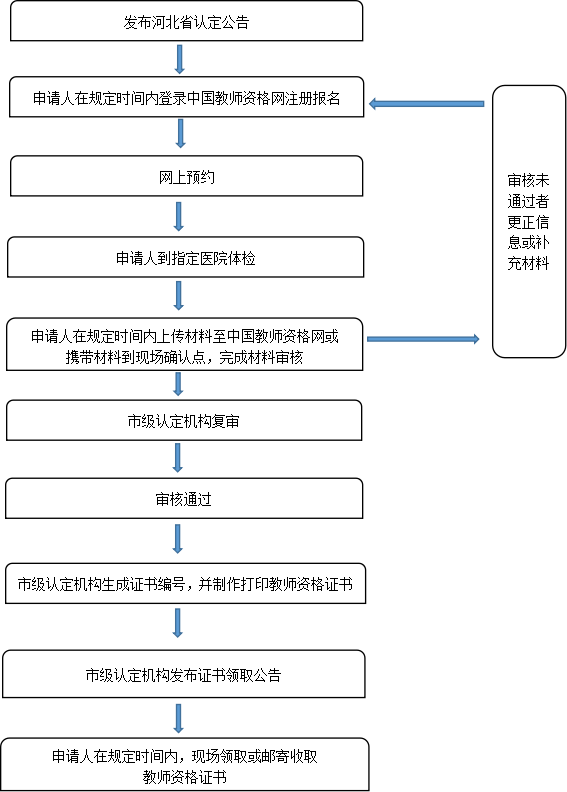 发布河北省认定公告
申请人在规定时间内登录中国教师资格网注册报名
网上预约
申请人到指定医院体检
申请人在规定时间内上传材料至中国教师资格网或
携带材料到现场确认点，完成材料审核
审核未
通过者
更正信
息或补
充材料
市级认定机构复审
审核通过
市级认定机构生成证书编号，并制作打印教师资格证书
市级认定机构发布证书领取公告
申请人在规定时间内，现场领取或邮寄收取
教师资格证书